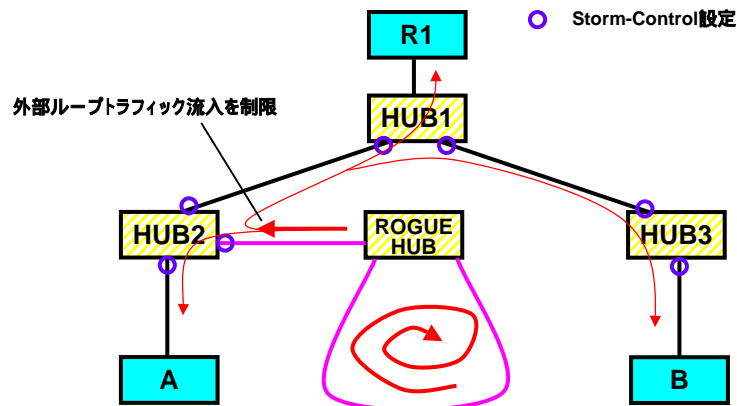 R1
Storm-Control設定
外部ループトラフィック流入を制限
HUB1
HUB2
ROGUE
HUB
HUB3
A
B